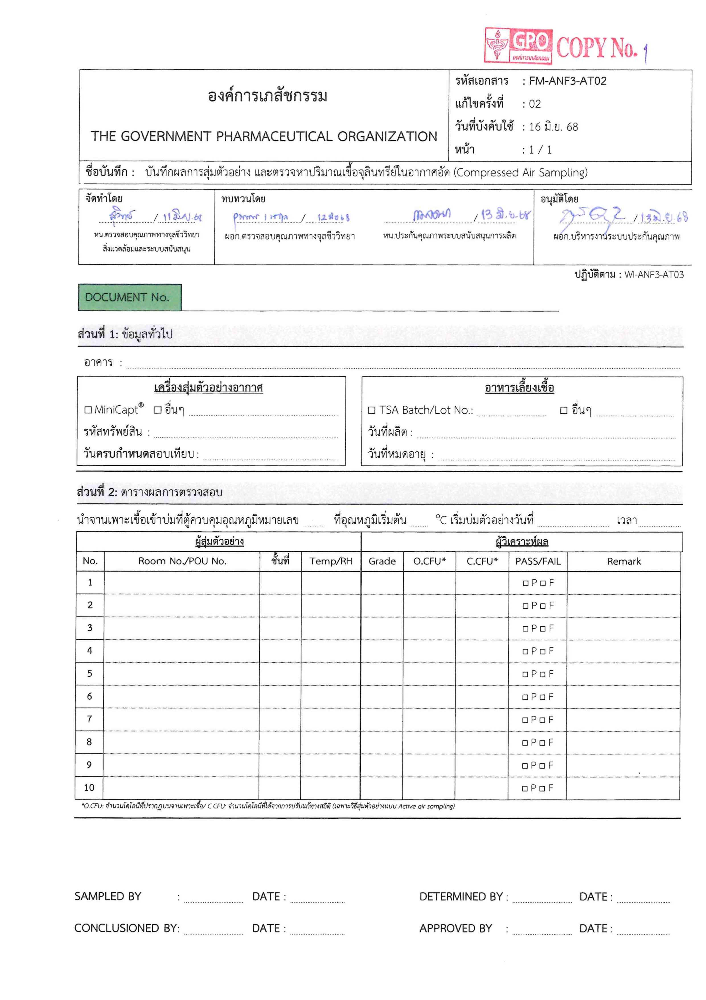 GPO
องค์การเภสัชกรรม
COPY No. 1
องค์การเภสัชกรรม
THE GOVERNMENT PHARMACEUTICAL ORGANIZATION
รหัสเอกสาร : FM-ANF3-AT02
แก้ไขครั้งที่ : 02
วันที่บังคับใช้ : 16 มิ.ย. 68
หน้า : 1 / 1
ชื่อบันทึก : บันทึกผลการสุ่มตัวอย่าง และตรวจหาปริมาณเชื้อจุลินทรีย์ในอากาศอัด (Compressed Air Sampling)
จัดทำโดย ทบทวนโดย อนุมัติโดย
/ 11 มิ.ย. 68 / / 13 มิ.ย. 68 / 13 มิ.ย. 68
หน.ตรวจสอบคุณภาพทางจุลชีววิทยา ผอก.ตรวจสอบคุณภาพทางจุลชีววิทยา หน.ประกันคุณภาพระบบสนับสนุนการผลิต ผอก.บริหารงานระบบประกันคุณภาพ
สิ่งแวดล้อมและระบบสนับสนุน
ปฏิบัติตาม : WI-ANF3-AT03
DOCUMENT No.
ส่วนที่ 1: ข้อมูลทั่วไป
อาคาร :
เครื่องสุ่มตัวอย่างอากาศ
☐ MiniCapt® ☐ อื่นๆ
รหัสทรัพย์สิน :
วันครบกำหนดสอบเทียบ :
อาหารเลี้ยงเชื้อ
☐ TSA Batch/Lot No.: ☐ อื่นๆ
วันที่ผลิต :
วันที่หมดอายุ :
ส่วนที่ 2: ตารางผลการตรวจสอบ
นำจานเพาะเชื้อเข้าบ่มที่ตู้ควบคุมอุณหภูมิหมายเลข ที่อุณหภูมิเริ่มต้น °C เริ่มบ่มตัวอย่างวันที่ เวลา
ผู้สุ่มตัวอย่าง ผู้วิเคราะห์ผล
No. Room No./POU No. ชั้นที่ Temp/RH Grade O.CFU* C.CFU* PASS/FAIL Remark
1 ☐ P ☐ F
2 ☐ P ☐ F
3 ☐ P ☐ F
4 ☐ P ☐ F
5 ☐ P ☐ F
6 ☐ P ☐ F
7 ☐ P ☐ F
8 ☐ P ☐ F
9 ☐ P ☐ F
10 ☐ P ☐ F
*O.CFU: จำนวนโคโลนีที่ปรากฏบนจานเพาะเชื้อ/ C.CFU: จำนวนโคโลนีที่ได้จากการปรับแก้ทางสถิติ (เฉพาะวิธีสุ่มตัวอย่างแบบ Active air sampling)
SAMPLED BY : DATE : DETERMINED BY : DATE :
CONCLUSIONED BY: DATE : APPROVED BY : DATE :